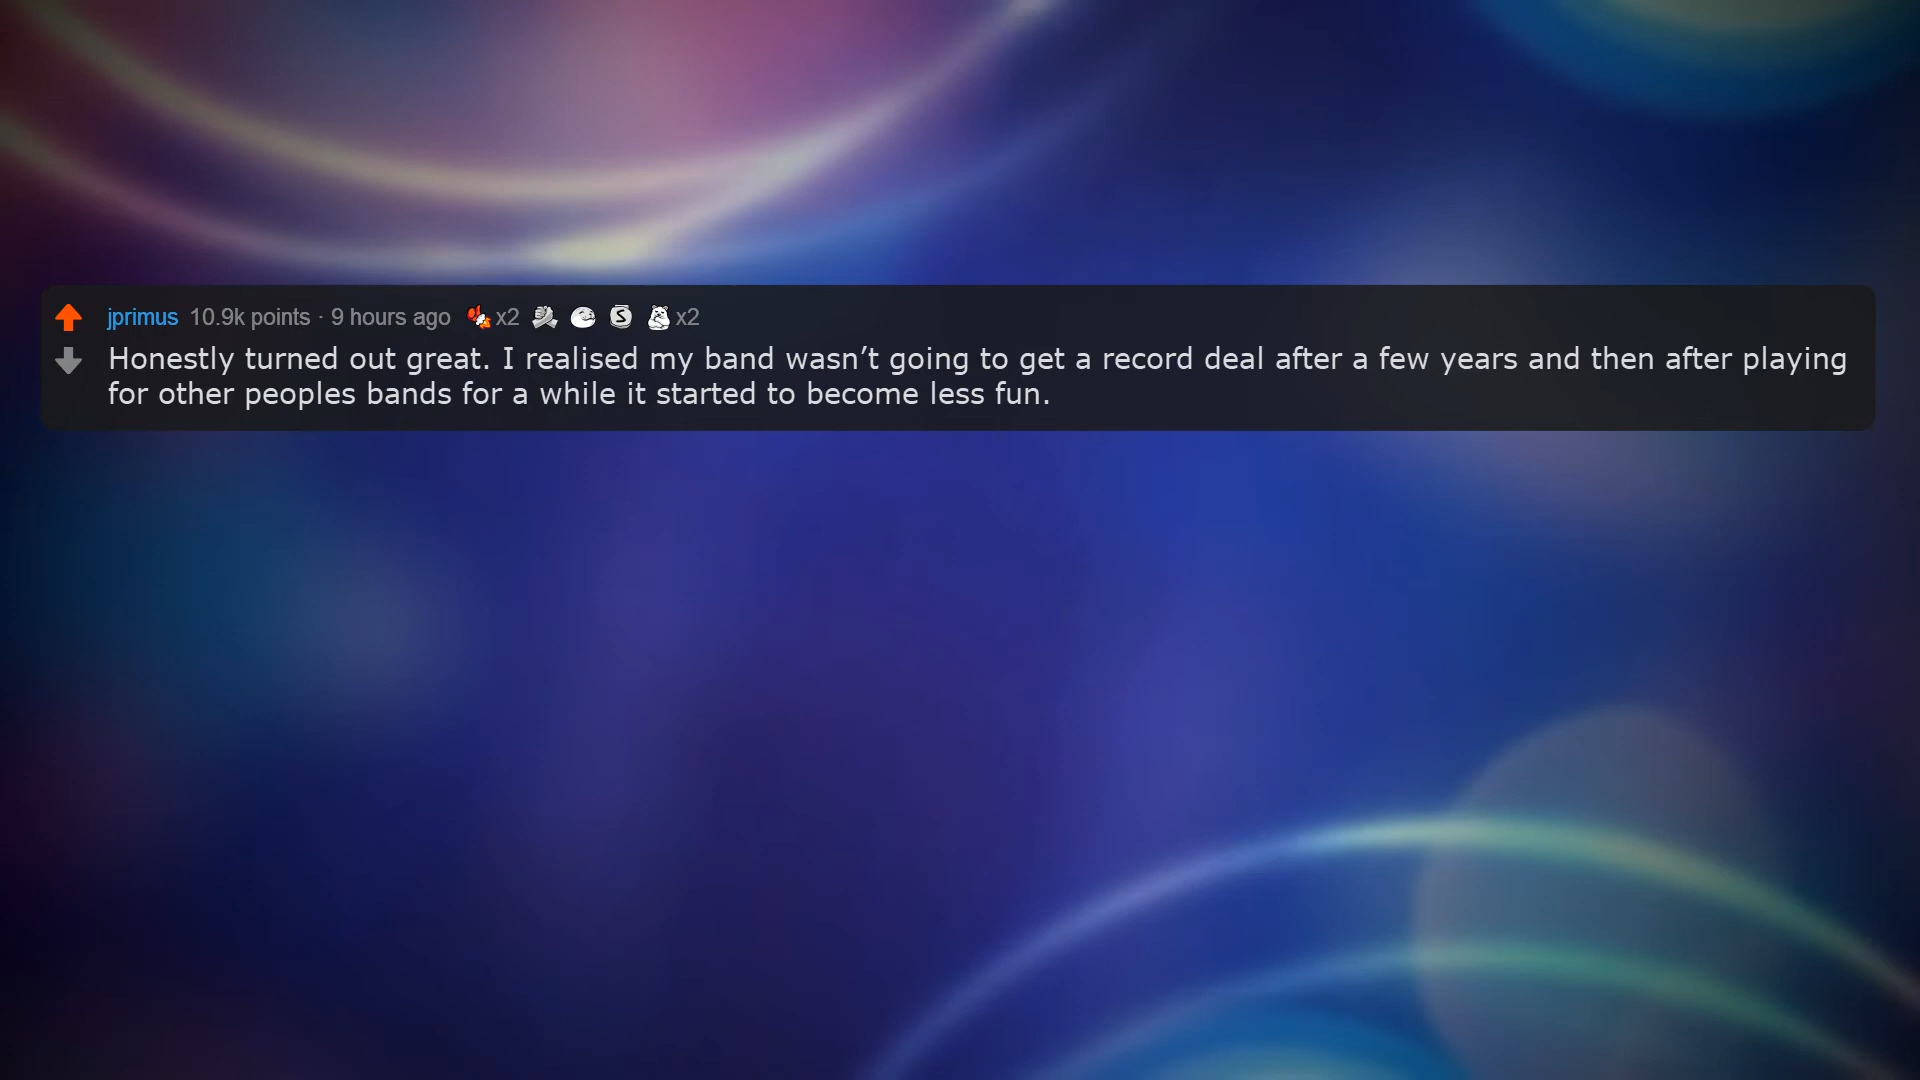 jprimus 10.9k points · 9 hours ago x2 S x2
Honestly turned out great. I realised my band wasn’t going to get a record deal after a few years and then after playing
for other peoples bands for a while it started to become less fun.